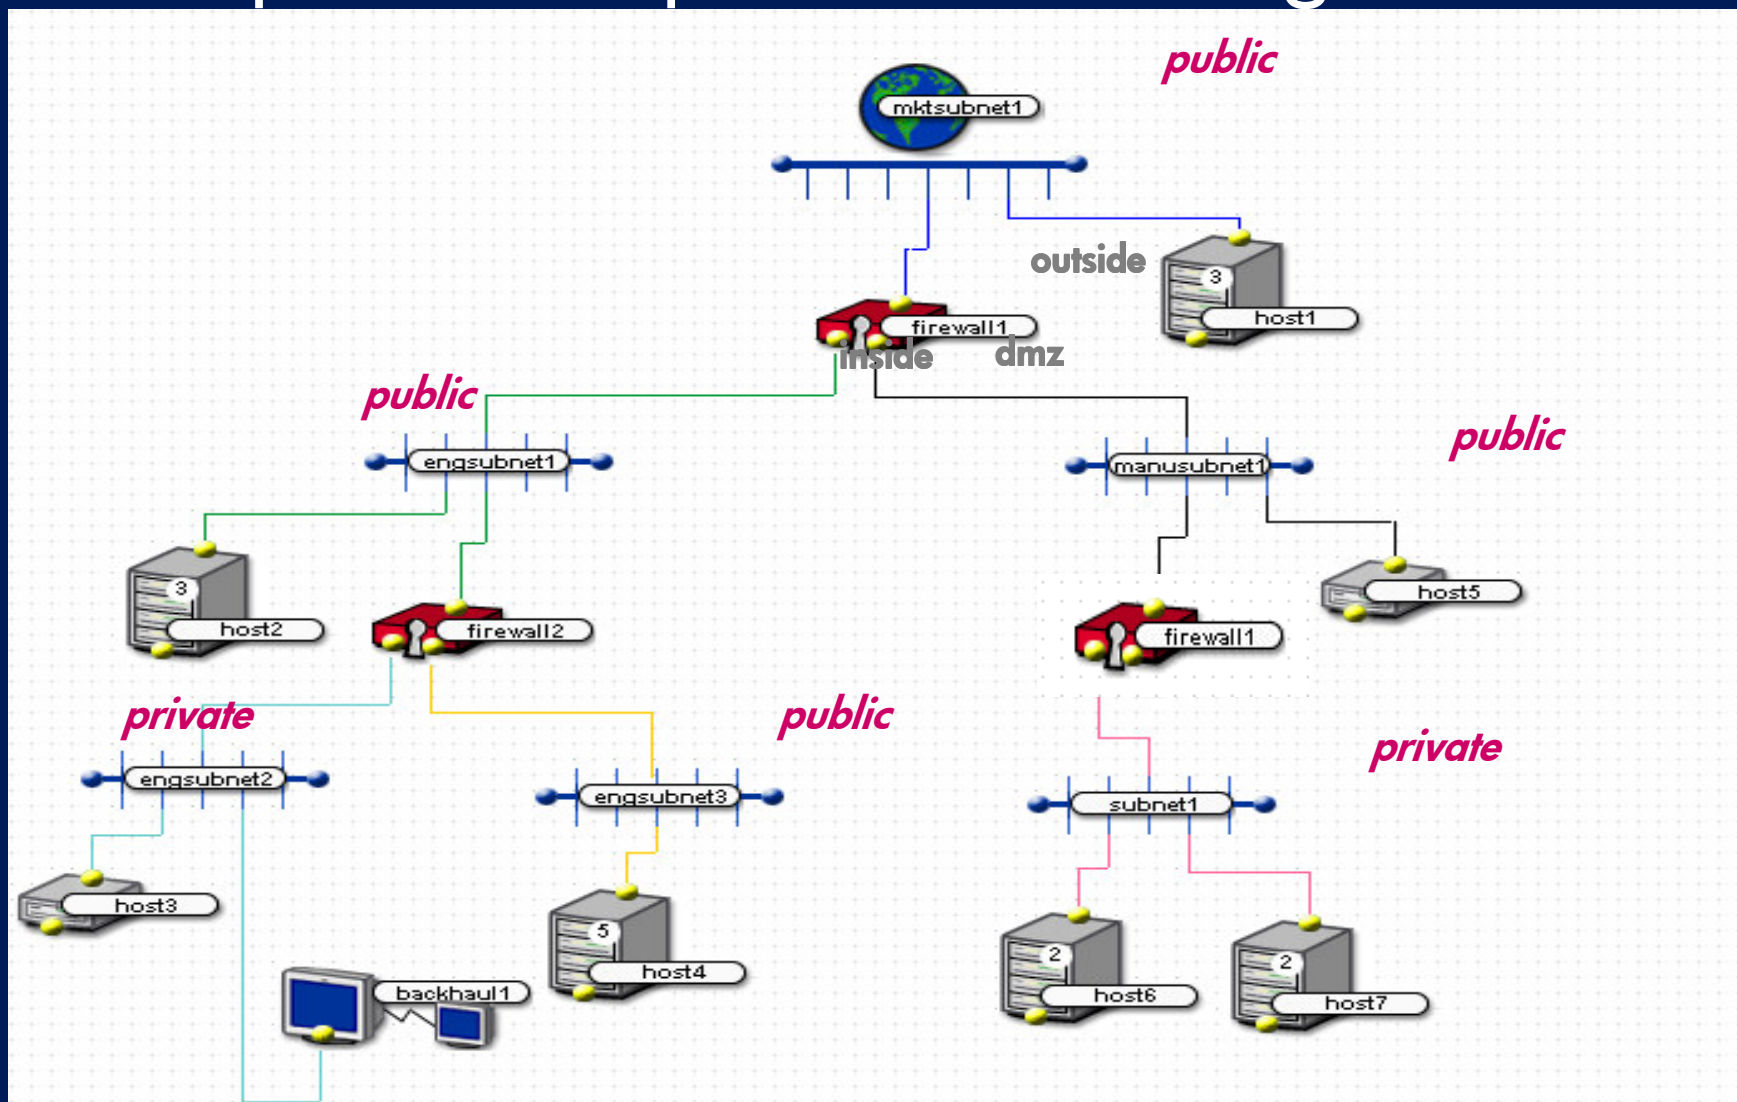 public
mktsubnet1
outside
3
host1
firewall1
inside
dmz
public
public
engsubnet1
manusubnet1
3
host2
firewall2
host5
firewall1
private
public
private
engsubnet2
engsubnet3
subnet1
host3
5
host4
2
host6
2
host7
backhaul1